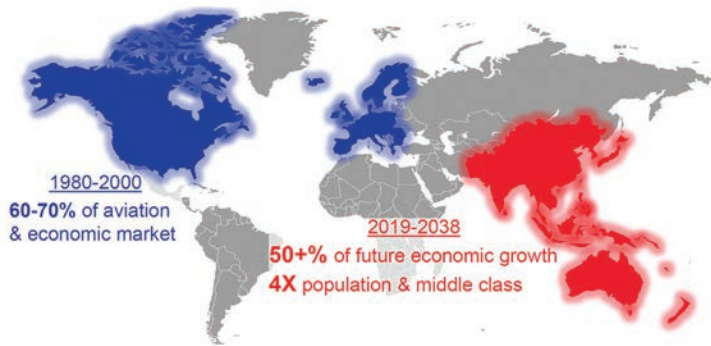 1980-2000
60-70% of aviation
& economic market
2019-2038
50+% of future economic growth
4X population & middle class